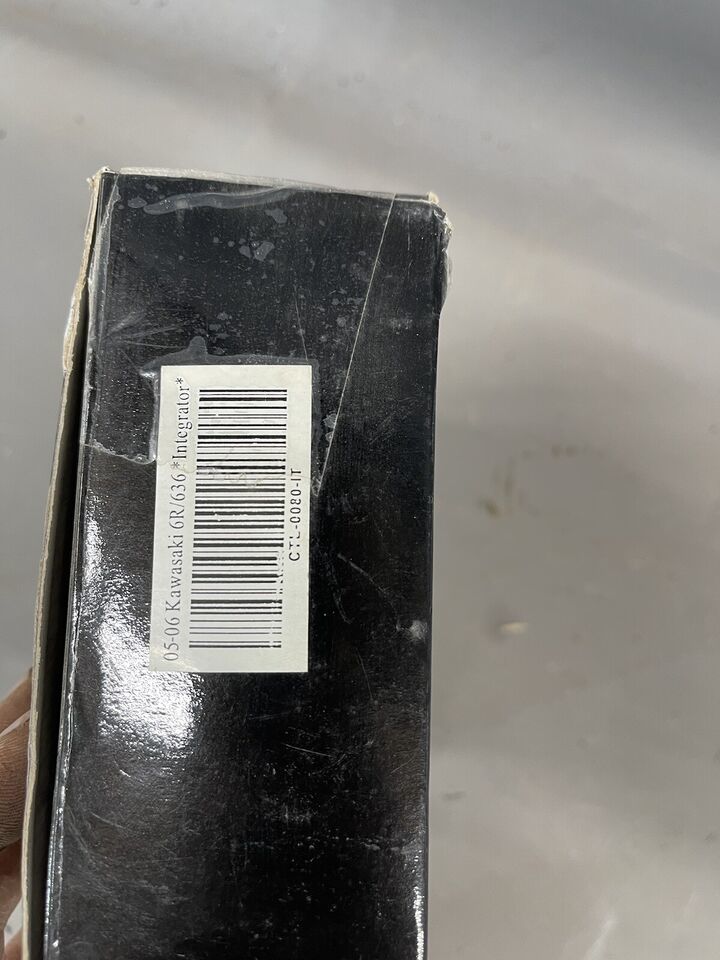 05-06 Kawasaki 6R/636 *Integrator*
CTL-0080-IT